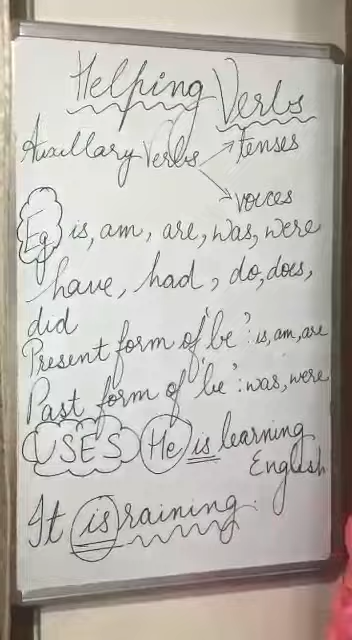 Helping Verbs
Auxillary Verbs → tenses
→ voices
Eg is, am, are, was, were
have, had, do, does,
did
Present form of 'be': is, am, are
Past form of 'be': was, were
USES He is learning
English
It is raining.